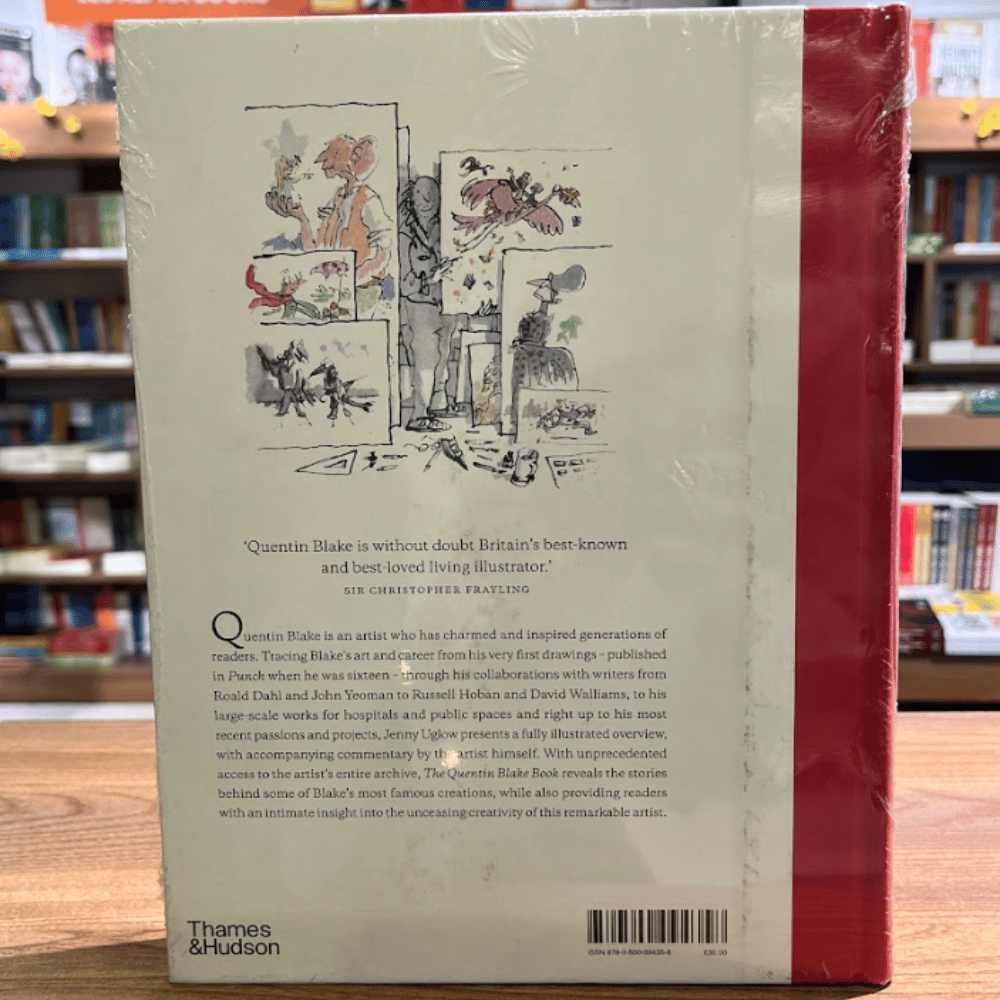 ‘Quentin Blake is without doubt Britain’s best-known
and best-loved living illustrator.’
SIR CHRISTOPHER FRAYLING
Quentin Blake is an artist who has charmed and inspired generations of
readers. Tracing Blake’s art and career from his very first drawings – published
in Punch when he was sixteen – through his collaborations with writers from
Roald Dahl and John Yeoman to Russell Hoban and David Walliams, to his
large-scale works for hospitals and public spaces and right up to his most
recent passions and projects, Jenny Uglow presents a fully illustrated overview,
with accompanying commentary by the artist himself. With unprecedented
access to the artist’s entire archive, The Quentin Blake Book reveals the stories
behind some of Blake’s most famous creations, while also providing readers
with an intimate insight into the unceasing creativity of this remarkable artist.
Thames
&Hudson
ISBN 978-0-500-09435-8